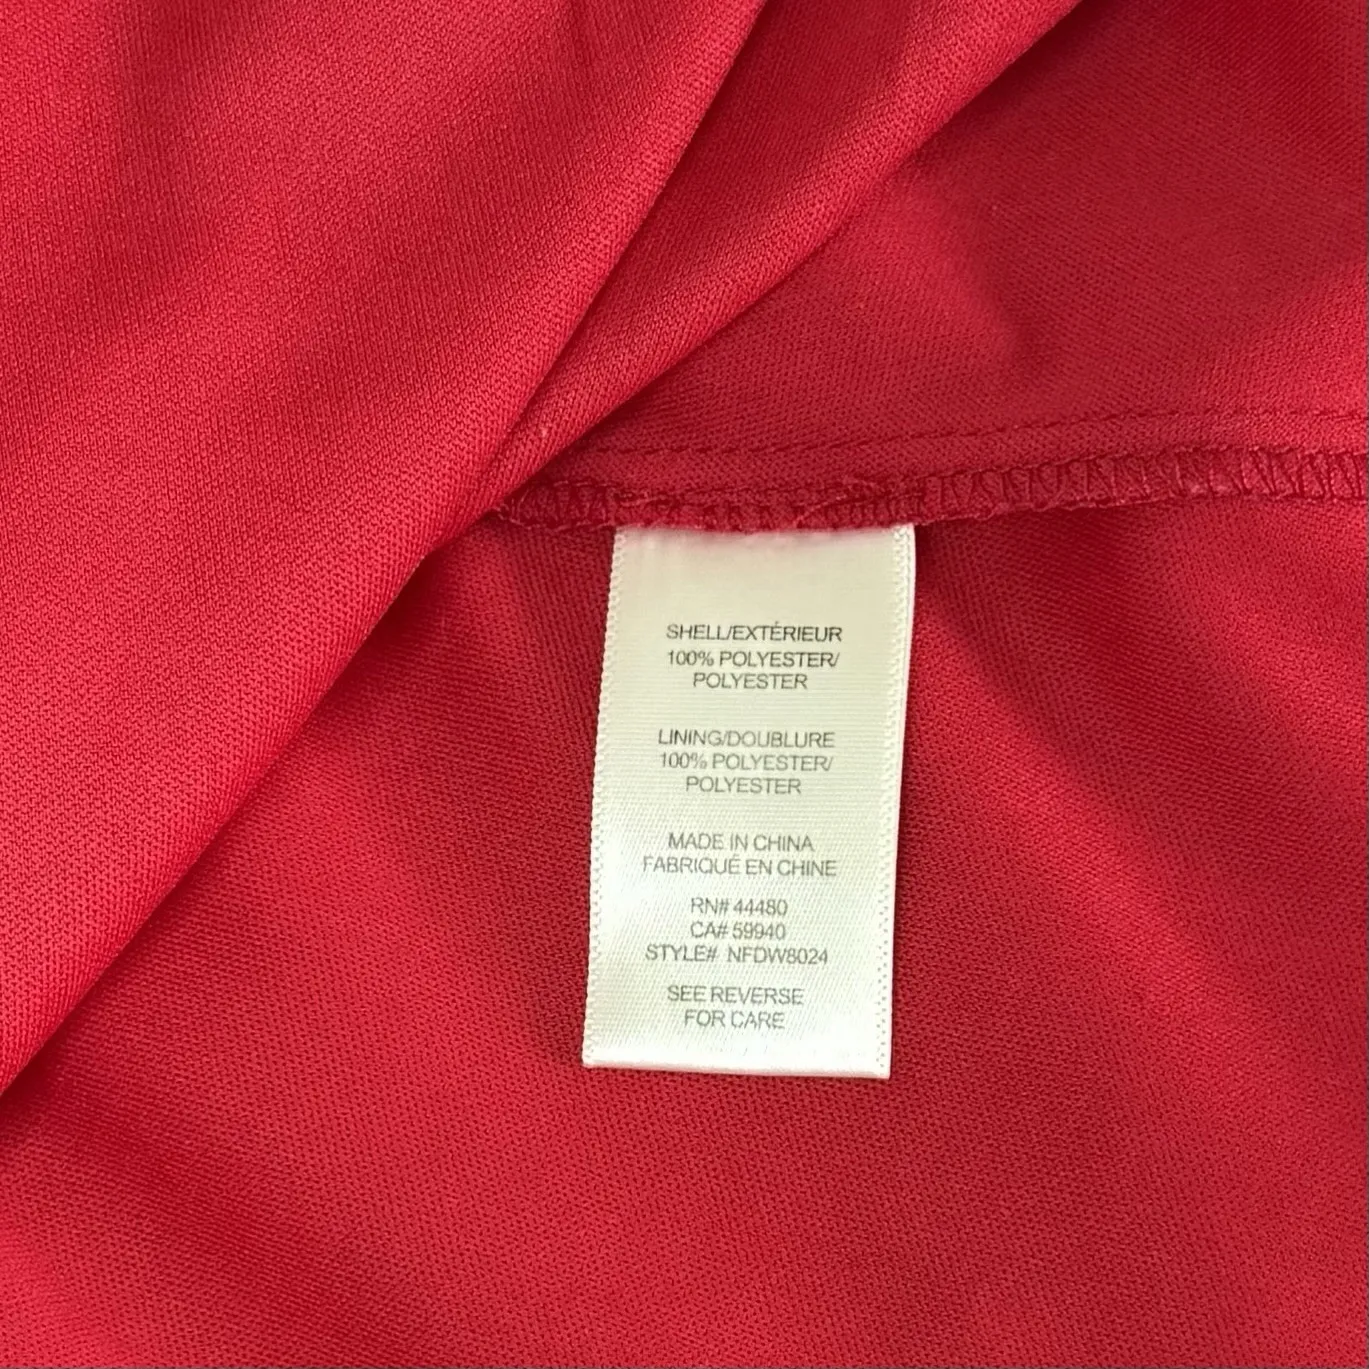 SHELL/EXTÉRIEUR
100% POLYESTER/
POLYESTER
LINING/DOUBLURE
100% POLYESTER/
POLYESTER
MADE IN CHINA
FABRIQUÉ EN CHINE
RN# 44480
CA# 59940
STYLE# NFDW8024
SEE REVERSE
FOR CARE